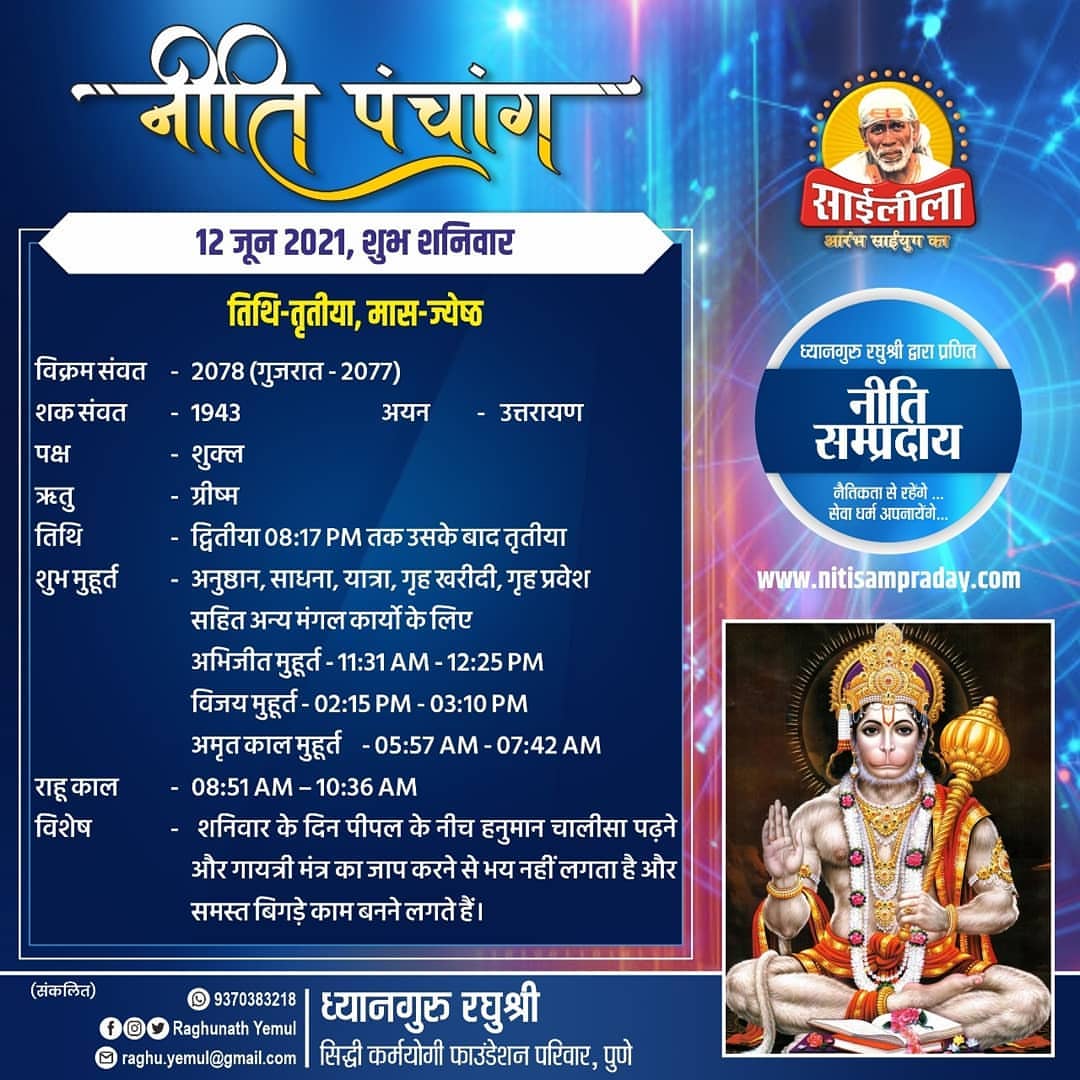 नीति पंचांग
साईलीला
आरंभ साईयुग का
12 जून 2021, शुभ शनिवार
तिथि-तृतीया, मास-ज्येष्ठ
विक्रम संवत - 2078 (गुजरात - 2077)
शक संवत - 1943 अयन - उत्तरायण
पक्ष - शुक्ल
ऋतु - ग्रीष्म
तिथि - द्वितीया 08:17 PM तक उसके बाद तृतीया
शुभ मुहूर्त - अनुष्ठान, साधना, यात्रा, गृह खरीदी, गृह प्रवेश
सहित अन्य मंगल कार्यो के लिए
अभिजीत मुहूर्त - 11:31 AM - 12:25 PM
विजय मुहूर्त - 02:15 PM - 03:10 PM
अमृत काल मुहूर्त - 05:57 AM - 07:42 AM
राहू काल - 08:51 AM – 10:36 AM
विशेष - शनिवार के दिन पीपल के नीच हनुमान चालीसा पढ़ने
और गायत्री मंत्र का जाप करने से भय नहीं लगता है और
समस्त बिगड़े काम बनने लगते हैं।
ध्यानगुरु रघुश्री द्वारा प्रणित
नीति
सम्प्रदाय
नैतिकता से रहेंगे ...
सेवा धर्म अपनायेंगे...
www.nitisampraday.com
(संकलित)
9370383218
Raghunath Yemul
raghu.yemul@gmail.com
ध्यानगुरु रघुश्री
सिद्धी कर्मयोगी फाउंडेशन परिवार, पुणे